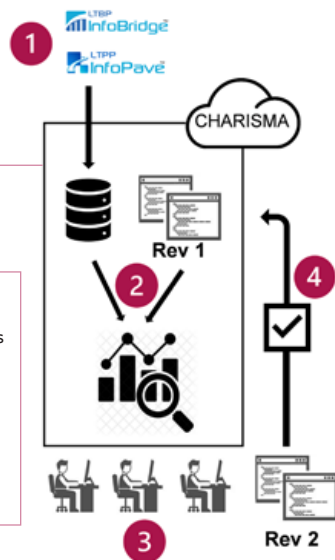 1
LTBP
InfoBridge
LTPP
InfoPave
CHARISMA
Rev 1
2
4
s
3
Rev 2